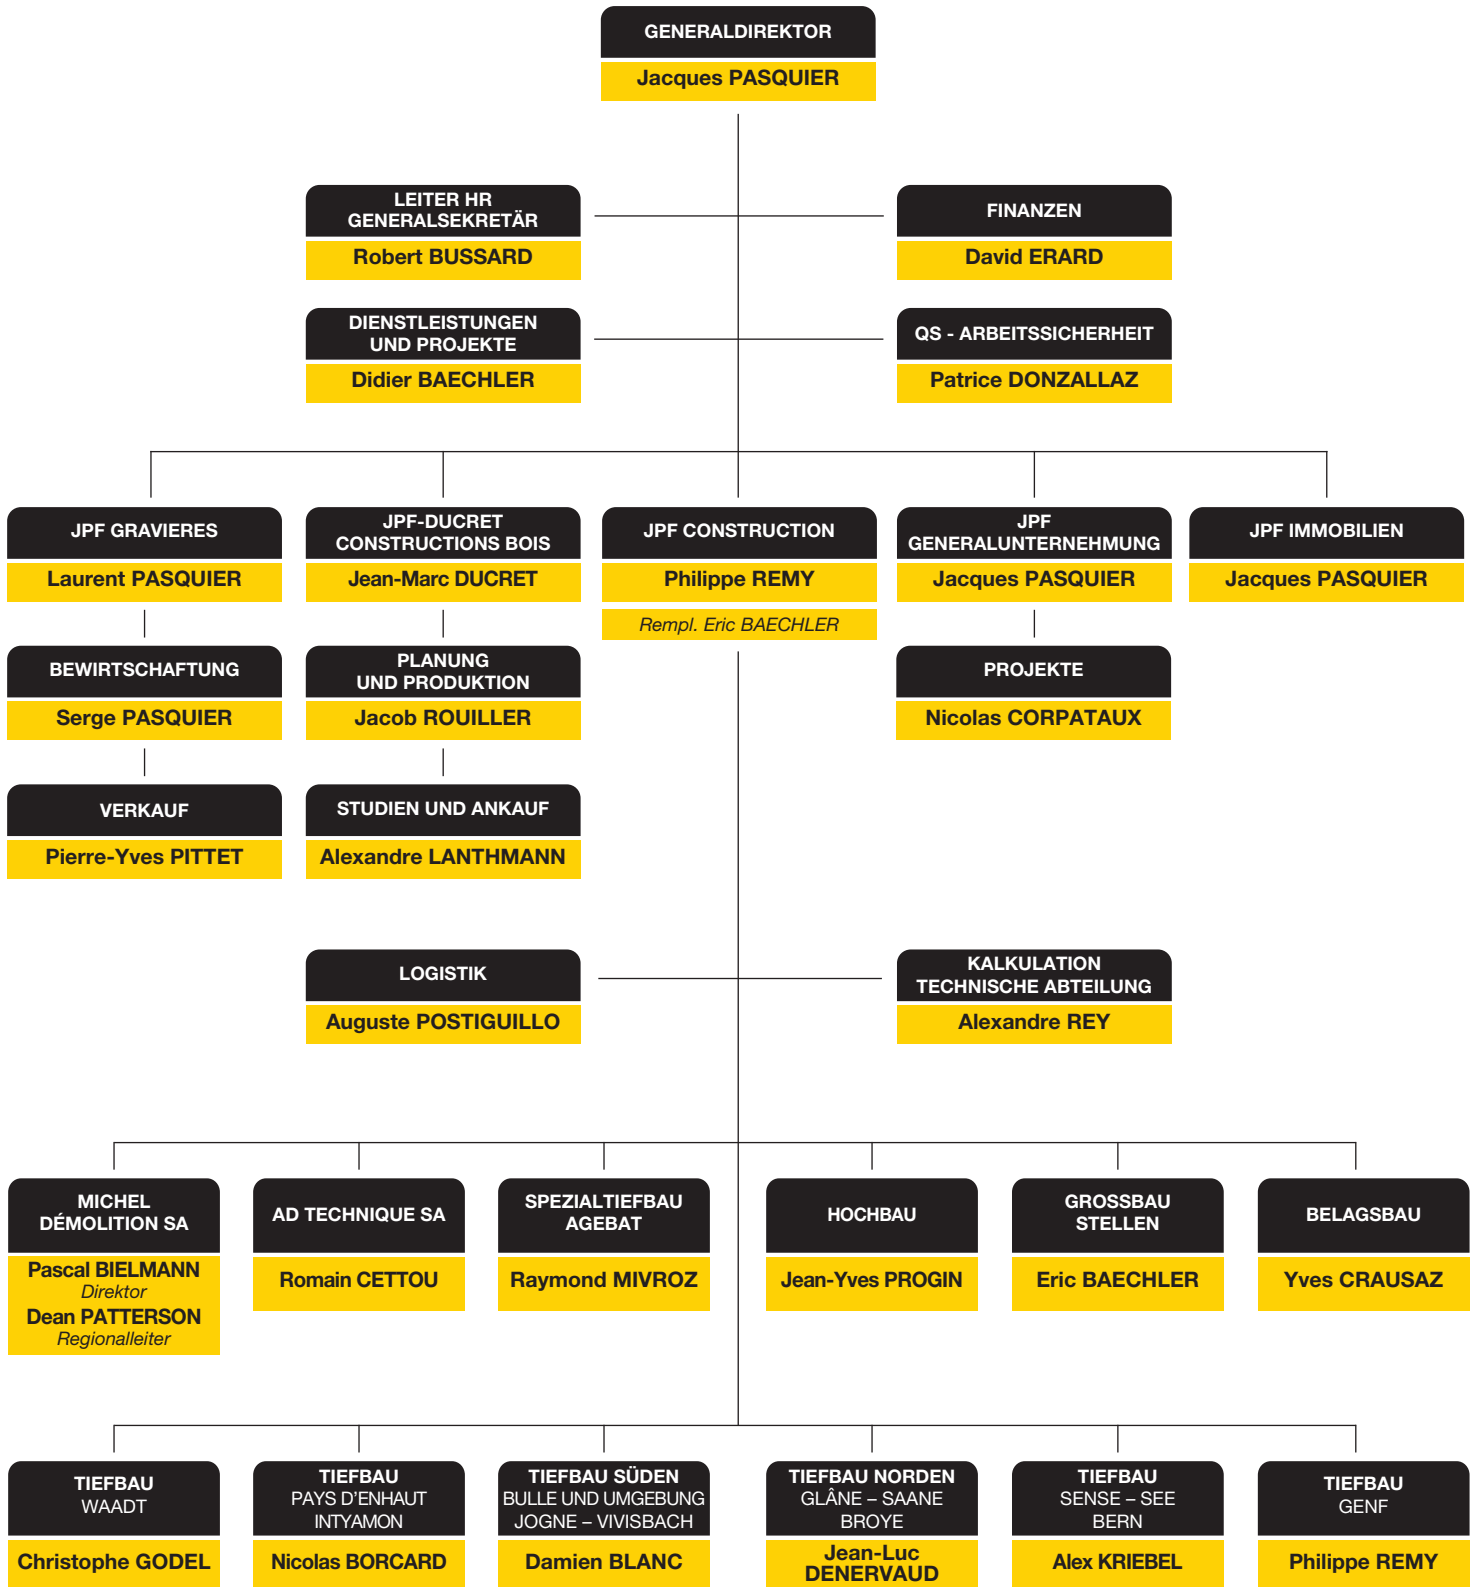 GENERALDIREKTOR
Jacques PASQUIER
LEITER HR
GENERALSEKRETÄR
Robert BUSSARD
FINANZEN
David ERARD
DIENSTLEISTUNGEN
UND PROJEKTE
Didier BAECHLER
QS - ARBEITSSICHERHEIT
Patrice DONZALLAZ
JPF GRAVIERES
Laurent PASQUIER
JPF-DUCRET
CONSTRUCTIONS BOIS
Jean-Marc DUCRET
JPF CONSTRUCTION
Philippe REMY
Rempl. Eric BAECHLER
JPF
GENERALUNTERNEHMUNG
Jacques PASQUIER
JPF IMMOBILIEN
Jacques PASQUIER
BEWIRTSCHAFTUNG
Serge PASQUIER
PLANUNG
UND PRODUKTION
Jacob ROUILLER
PROJEKTE
Nicolas CORPATAUX
VERKAUF
Pierre-Yves PITTET
STUDIEN UND ANKAUF
Alexandre LANTHMANN
LOGISTIK
Auguste POSTIGUILLO
KALKULATION
TECHNISCHE ABTEILUNG
Alexandre REY
MICHEL
DÉMOLITION SA
Pascal BIELMANN
Direktor
Dean PATTERSON
Regionalleiter
AD TECHNIQUE SA
Romain CETTOU
SPEZIALTIEFBAU
AGEBAT
Raymond MIVROZ
HOCHBAU
Jean-Yves PROGIN
GROSSBAU
STELLEN
Eric BAECHLER
BELAGSBAU
Yves CRAUSAZ
TIEFBAU
WAADT
Christophe GODEL
TIEFBAU
PAYS D'ENHAUT
INTYAMON
Nicolas BORCARD
TIEFBAU SÜDEN
BULLE UND UMGEBUNG
JOGNE – VIVISBACH
Damien BLANC
TIEFBAU NORDEN
GLÂNE – SAANE
BROYE
Jean-Luc
DENERVAUD
TIEFBAU
SENSE – SEE
BERN
Alex KRIEBEL
TIEFBAU
GENF
Philippe REMY